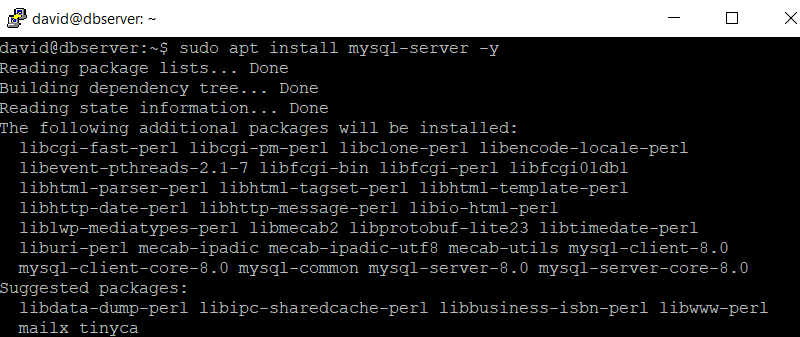 david@dbserver: ~
david@dbserver:~$ sudo apt install mysql-server -y
Reading package lists... Done
Building dependency tree... Done
Reading state information... Done
The following additional packages will be installed:
  libcgi-fast-perl libcgi-pm-perl libclone-perl libencode-locale-perl
  libevent-pthreads-2.1-7 libfcgi-bin libfcgi-perl libfcgi0ldbl
  libhtml-parser-perl libhtml-tagset-perl libhtml-template-perl
  libhttp-date-perl libhttp-message-perl libio-html-perl
  liblwp-mediatypes-perl libmecab2 libprotobuf-lite23 libtimedate-perl
  liburi-perl mecab-ipadic mecab-ipadic-utf8 mecab-utils mysql-client-8.0
  mysql-client-core-8.0 mysql-common mysql-server-8.0 mysql-server-core-8.0
Suggested packages:
  libdata-dump-perl libipc-sharedcache-perl libbusiness-isbn-perl libwww-perl
  mailx tinyca